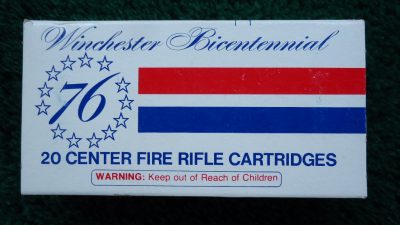 Winchester Bicentennial
76
20 CENTER FIRE RIFLE CARTRIDGES
WARNING: Keep out of Reach of Children